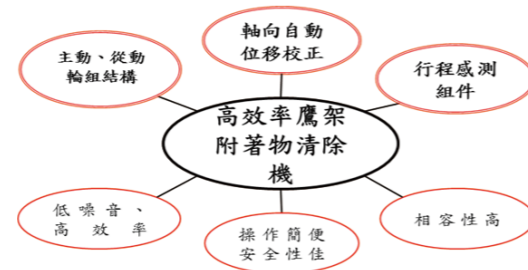 軸向自動
位移校正
主動、從動
輪組結構
行程感測
組件
高效率鷹架
附著物清除
機
低噪音、
高效率
操作簡便
安全性佳
相容性高